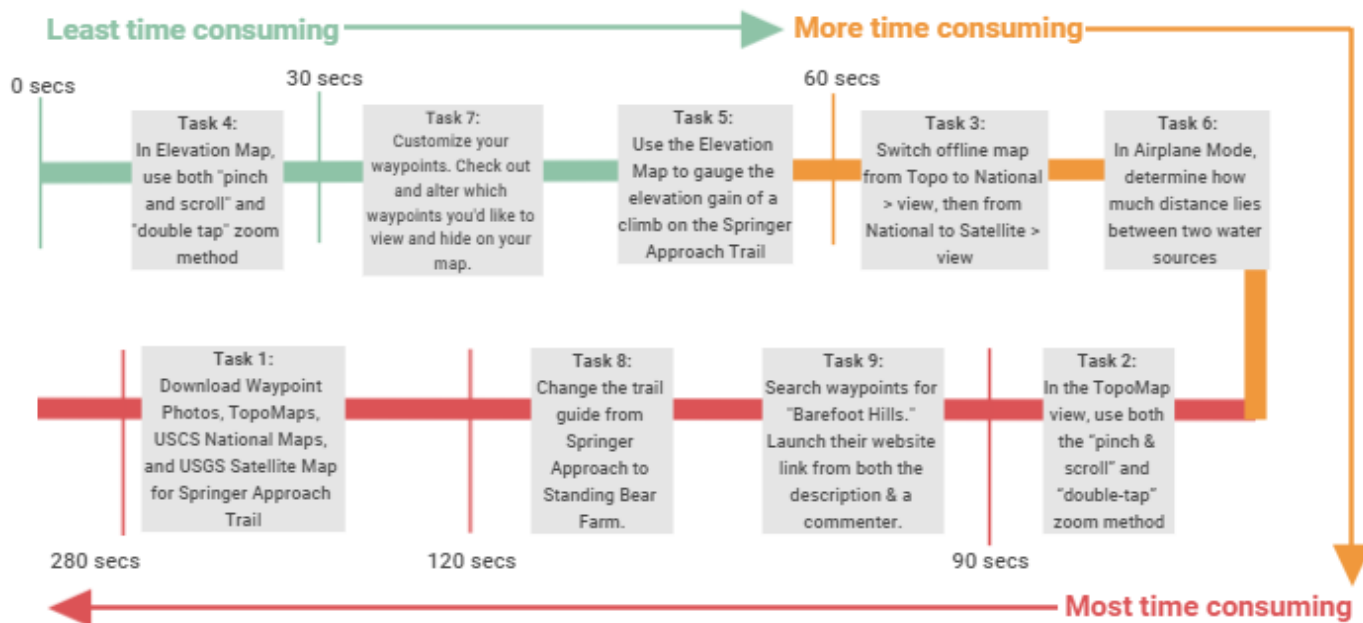 Least time consuming
More time consuming
0 secs
30 secs
60 secs
Task 4:
In Elevation Map,
use both "pinch
and scroll" and
"double tap" zoom
method
Task 7:
Customize your
waypoints. Check out
and alter which
waypoints you'd like to
view and hide on your
map.
Task 5:
Use the Elevation
Map to gauge the
elevation gain of a
climb on the Springer
Approach Trail
Task 3:
Switch offline map
from Topo to National
> view, then from
National to Satellite >
view
Task 6:
In Airplane Mode,
determine how
much distance lies
between two water
sources
Task 1:
Download Waypoint
Photos, TopoMaps,
USCS National Maps,
and USGS Satellite Map
for Springer Approach
Trail
Task 8:
Change the trail
guide from
Springer
Approach to
Standing Bear
Farm.
Task 9:
Search waypoints for
"Barefoot Hills."
Launch their website
link from both the
description & a
commenter.
Task 2:
In the TopoMap
view, use both
the “pinch &
scroll” and
“double-tap”
zoom method
280 secs
120 secs
90 secs
Most time consuming